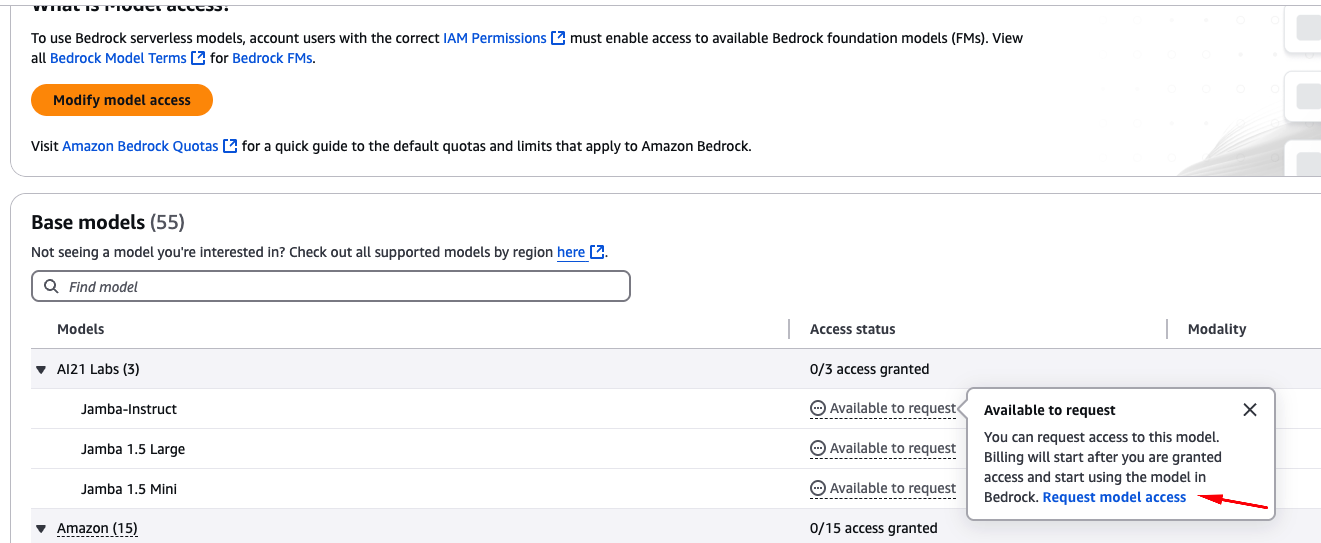 What is Model access?
To use Bedrock serverless models, account users with the correct IAM Permissions must enable access to available Bedrock foundation models (FMs). View
all Bedrock Model Terms for Bedrock FMs.
Modify model access
Visit Amazon Bedrock Quotas for a quick guide to the default quotas and limits that apply to Amazon Bedrock.
Base models (55)
Not seeing a model you're interested in? Check out all supported models by region here.
Find model
Models Access status Modality
AI21 Labs (3) 0/3 access granted
Jamba-Instruct Available to request
Jamba 1.5 Large Available to request
Jamba 1.5 Mini Available to request
Amazon (15) 0/15 access granted
Available to request
You can request access to this model.
Billing will start after you are granted
access and start using the model in
Bedrock. Request model access